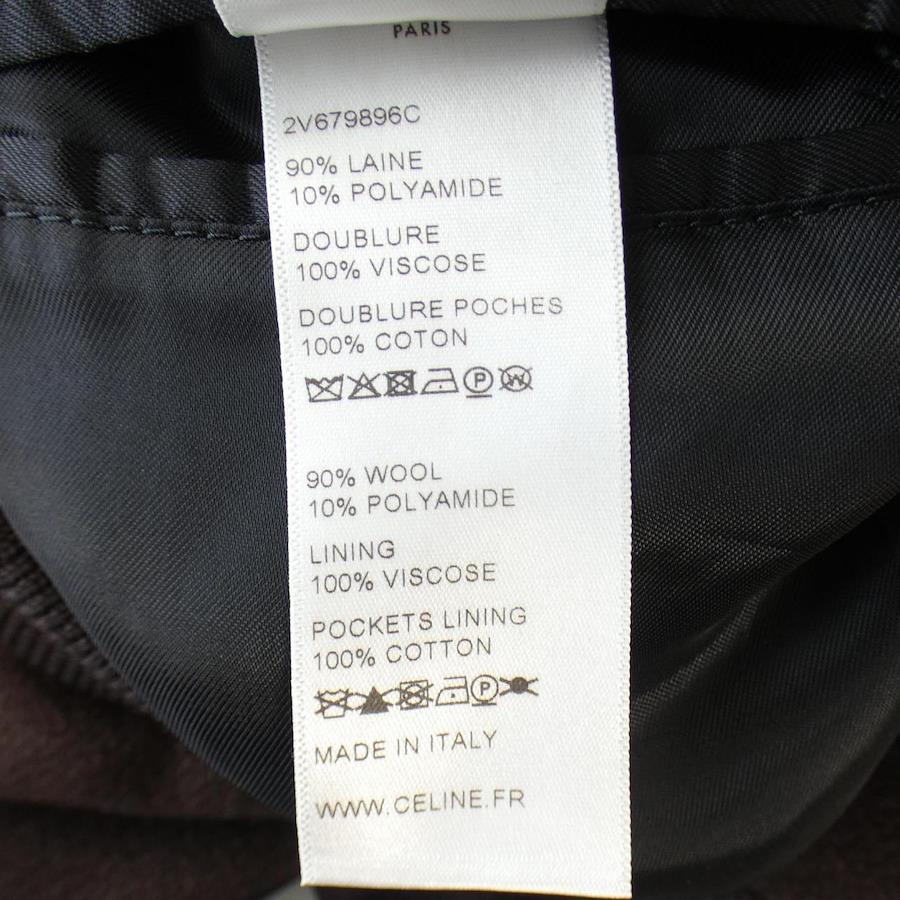 PARIS
2V679896C
90% LAINE
10% POLYAMIDE
DOUBLURE
100% VISCOSE
DOUBLURE POCHES
100% COTON
P W
90% WOOL
10% POLYAMIDE
LINING
100% VISCOSE
POCKETS LINING
100% COTTON
P
MADE IN ITALY
WWW.CELINE.FR